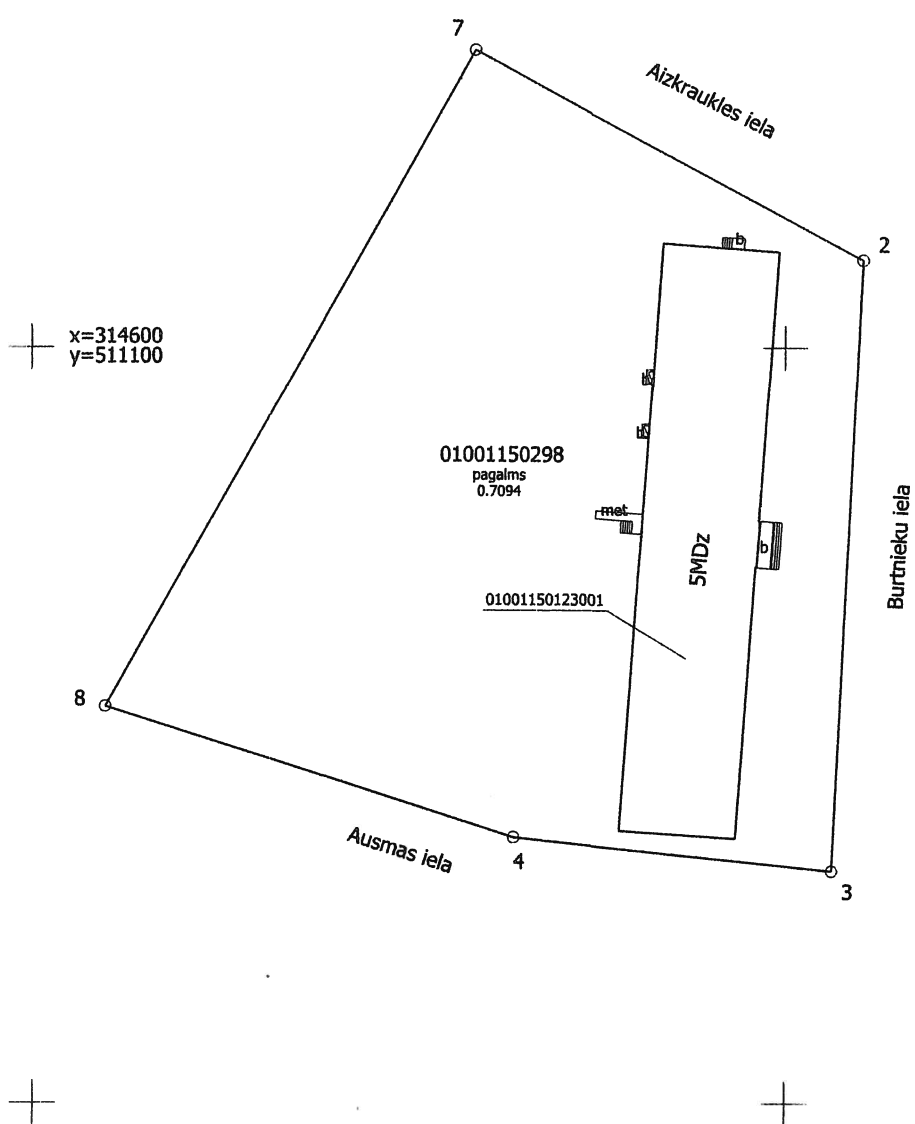 7
Aizkraukles iela
b
2
x=314600
y=511100
01001150298
pagalms
0.7094
met
b
5MDz
Burtnieku iela
01001150123001
8
Ausmas iela
4
3